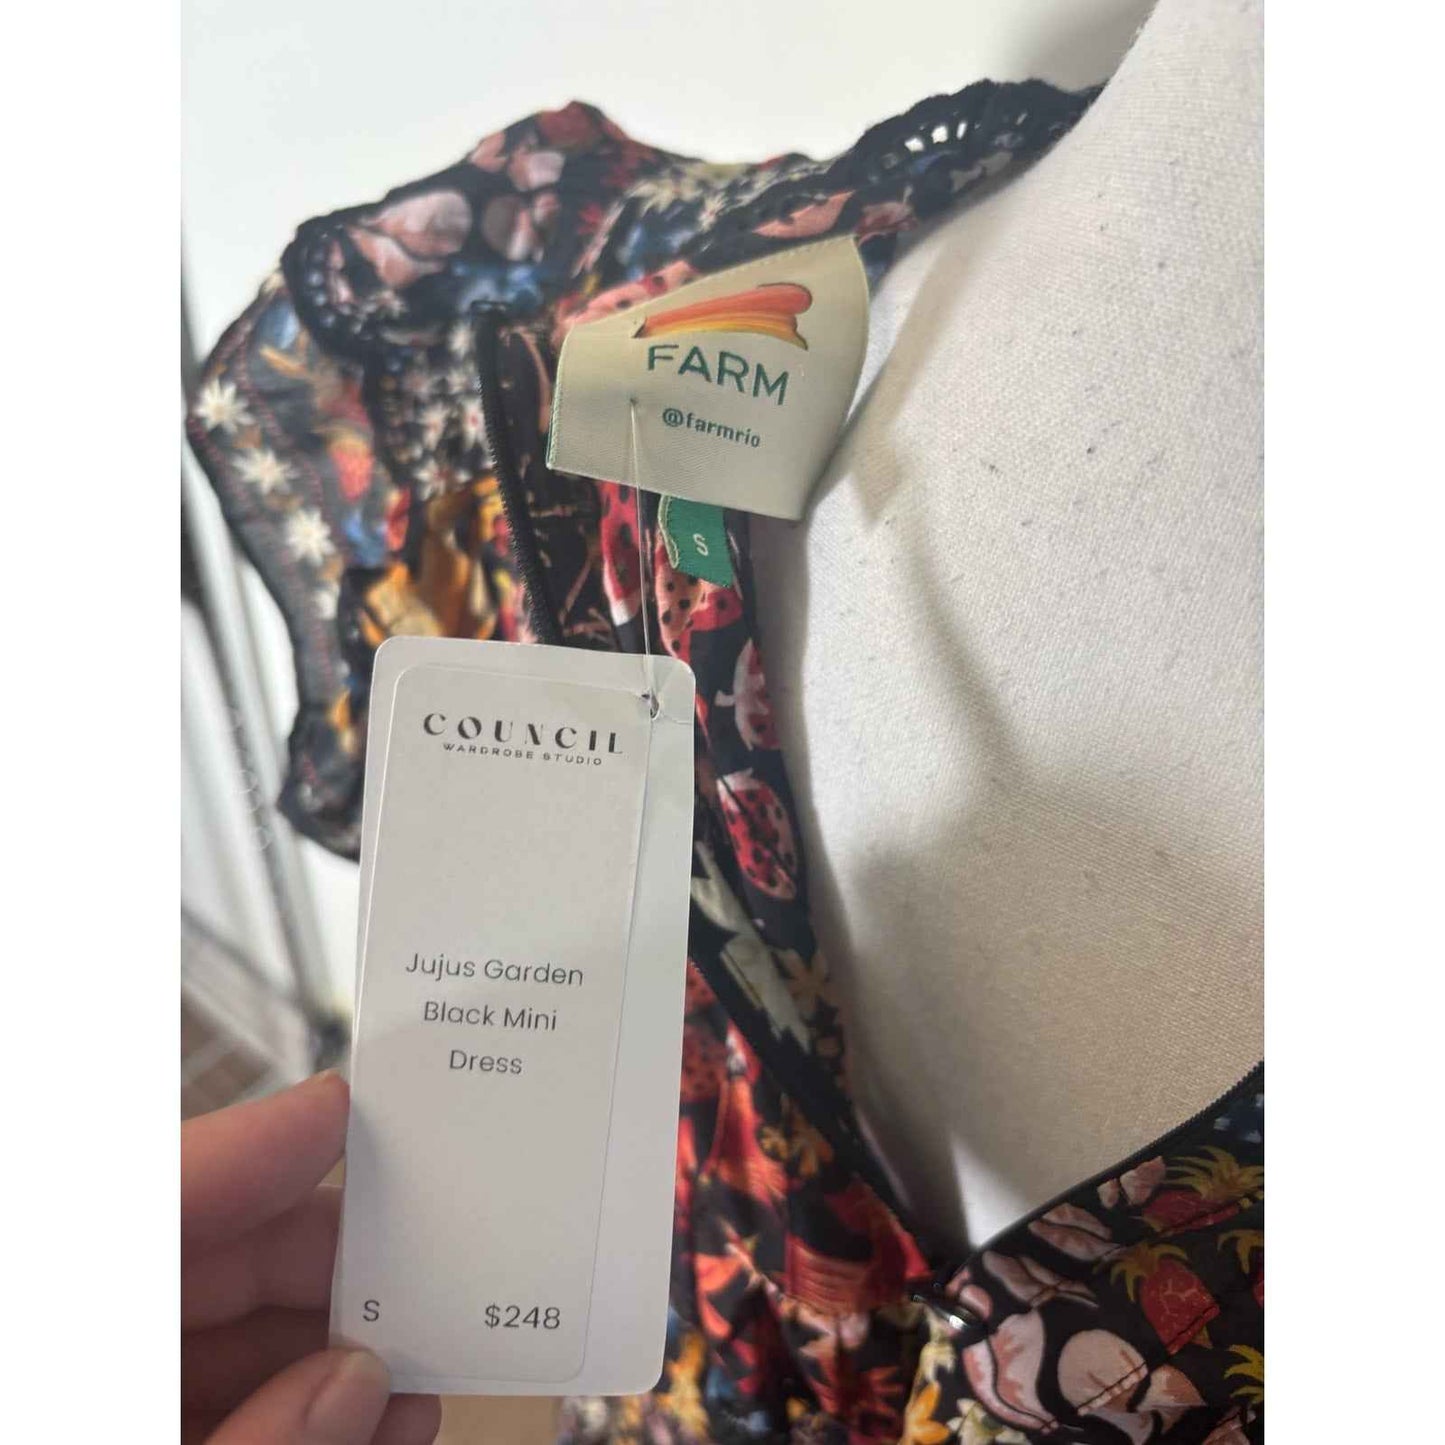 FARM
@farmrio
S
COUNCIL
WARDROBE STUDIO
Jujus Garden
Black Mini
Dress
S $248